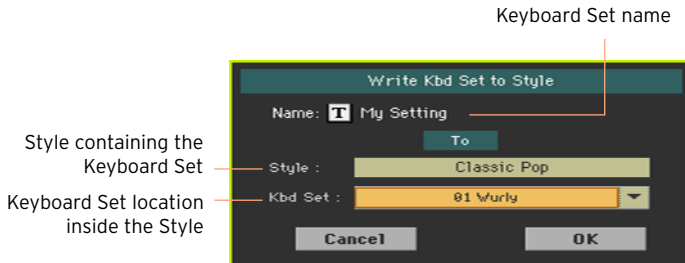 Keyboard Set name
Write Kbd Set to Style
Name: T My Setting
To
Style containing the
Keyboard Set
Style : Classic Pop
Keyboard Set location
inside the Style
Kbd Set : 01 Wurly
Cancel OK